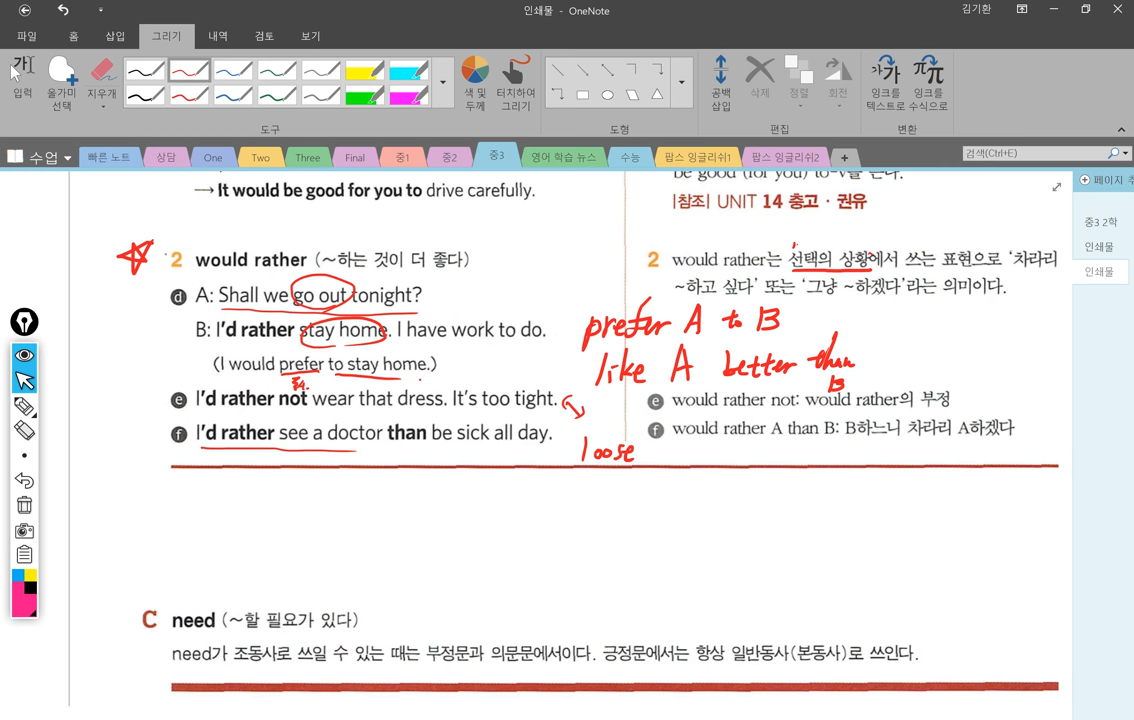 인쇄물 - OneNote
김기환
파일 홈 삽입 그리기 내역 검토 보기
입력
올가미 선택
지우개
색 및 두께
터치하여 그리기
공백 삽입
삭제
정렬
회전
잉크를 텍스트로
잉크를 수식으로
도구
도형
편집
변환
수업
빠른 노트 상담 One Two Three Final 중1 중2 중3 영어 학습 뉴스 수능 팝스 잉글리쉬1 팝스 잉글리쉬2
검색(Ctrl+E)
페이지 추
중3 2학
인쇄물
인쇄물
→ It would be good for you to drive carefully.
be good (for you) to-v를 쓴다.
|참조| UNIT 14 충고 · 권유
2 would rather (~하는 것이 더 좋다)
d A: Shall we go out tonight?
B: I'd rather stay home. I have work to do.
(I would prefer to stay home.)
e I'd rather not wear that dress. It's too tight.
f I'd rather see a doctor than be sick all day.
2 would rather는 선택의 상황에서 쓰는 표현으로 '차라리
~하고 싶다' 또는 '그냥 ~하겠다'라는 의미이다.
prefer A to B
like A better than
B
e would rather not: would rather의 부정
f would rather A than B: B하느니 차라리 A하겠다
loose
C need (~할 필요가 있다)
need가 조동사로 쓰일 수 있는 때는 부정문과 의문문에서이다. 긍정문에서는 항상 일반동사(본동사)로 쓰인다.